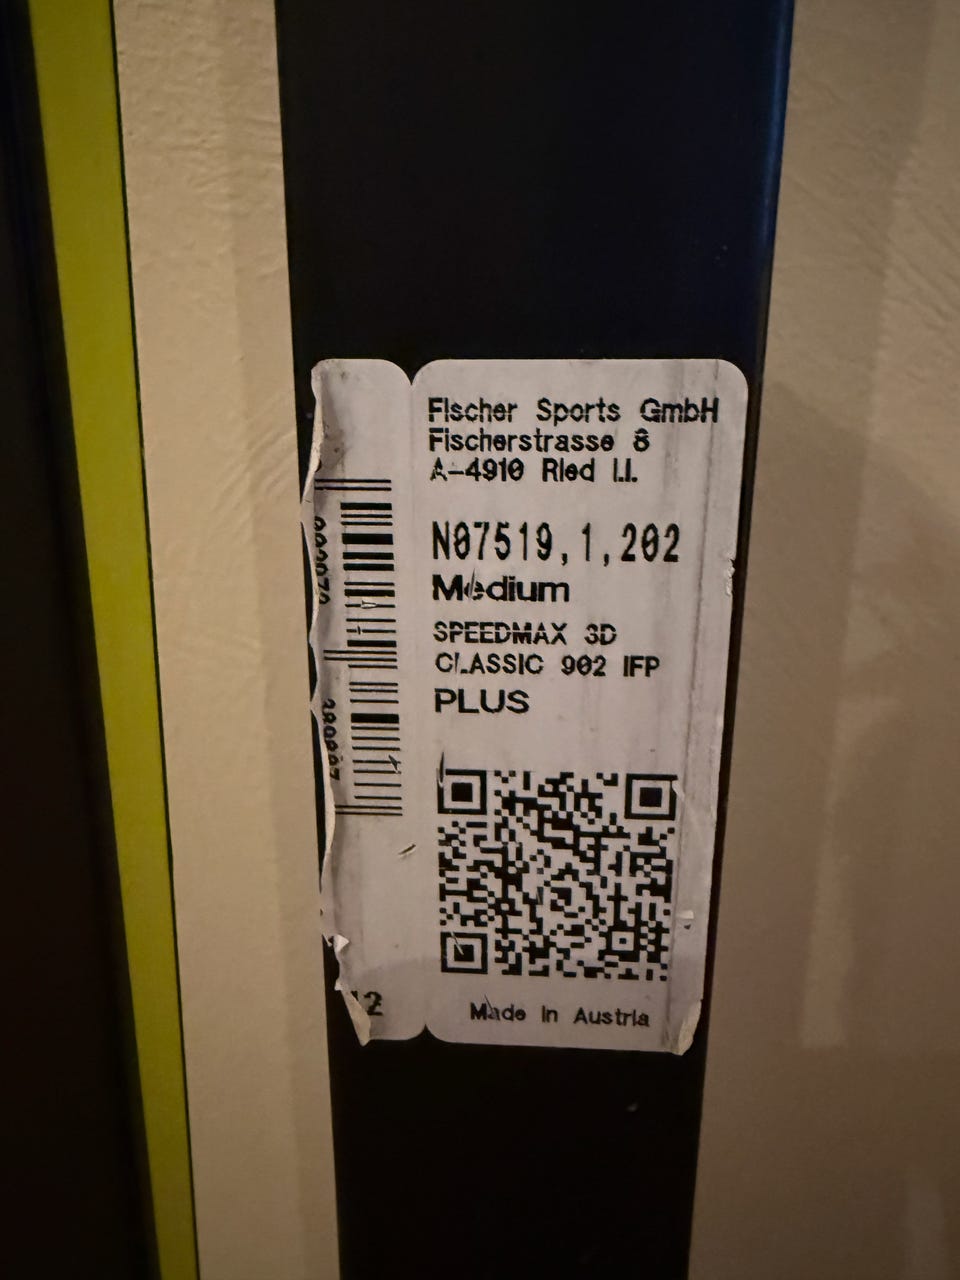 Fischer Sports GmbH
Fischerstrasse 8
A-4910 Ried I.I.
N07519,1,202
Medium
SPEEDMAX 3D
CLASSIC 902 IFP
PLUS
Made in Austria
12